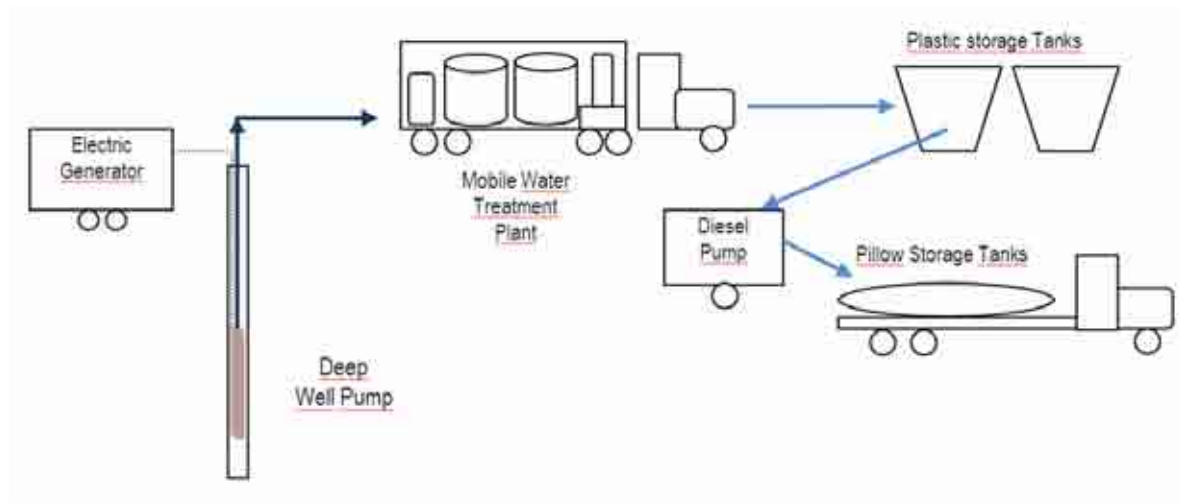 Plastic storage Tanks
Electric
Generator
Mobile Water
Treatment
Plant
Diesel
Pump
Pillow Storage Tanks
Deep
Well Pump